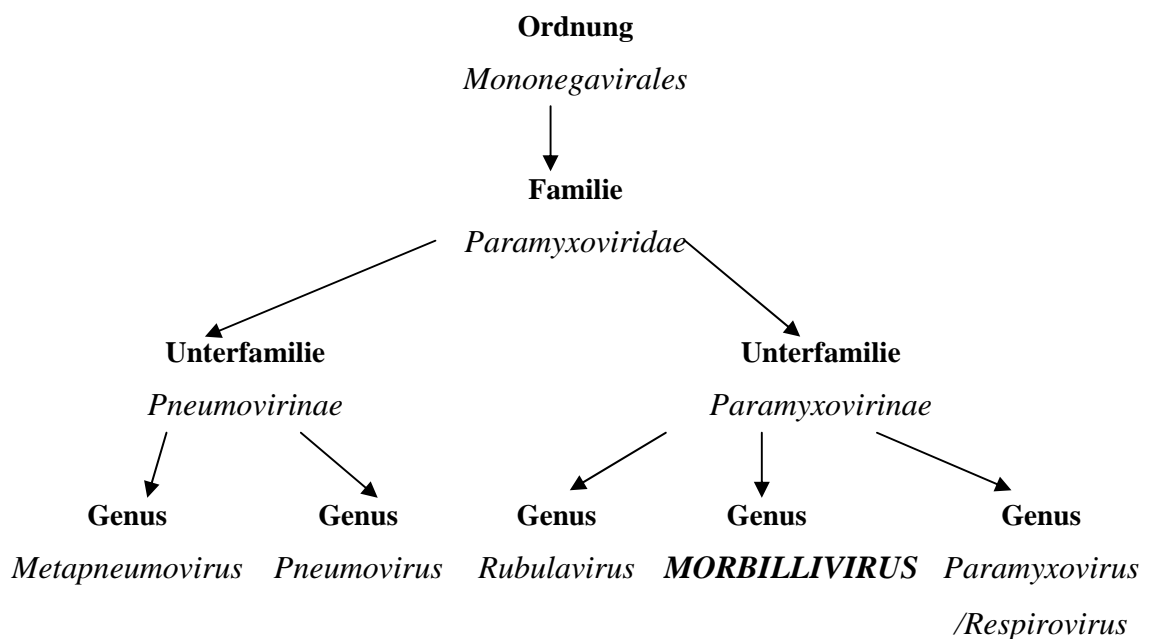 Ordnung
Mononegavirales
Familie
Paramyxoviridae
Unterfamilie Unterfamilie
Pneumovirinae Paramyxovirinae
Genus Genus Genus Genus Genus
Metapneumovirus Pneumovirus Rubulavirus MORBILLIVIRUS Paramyxovirus
/Respirovirus